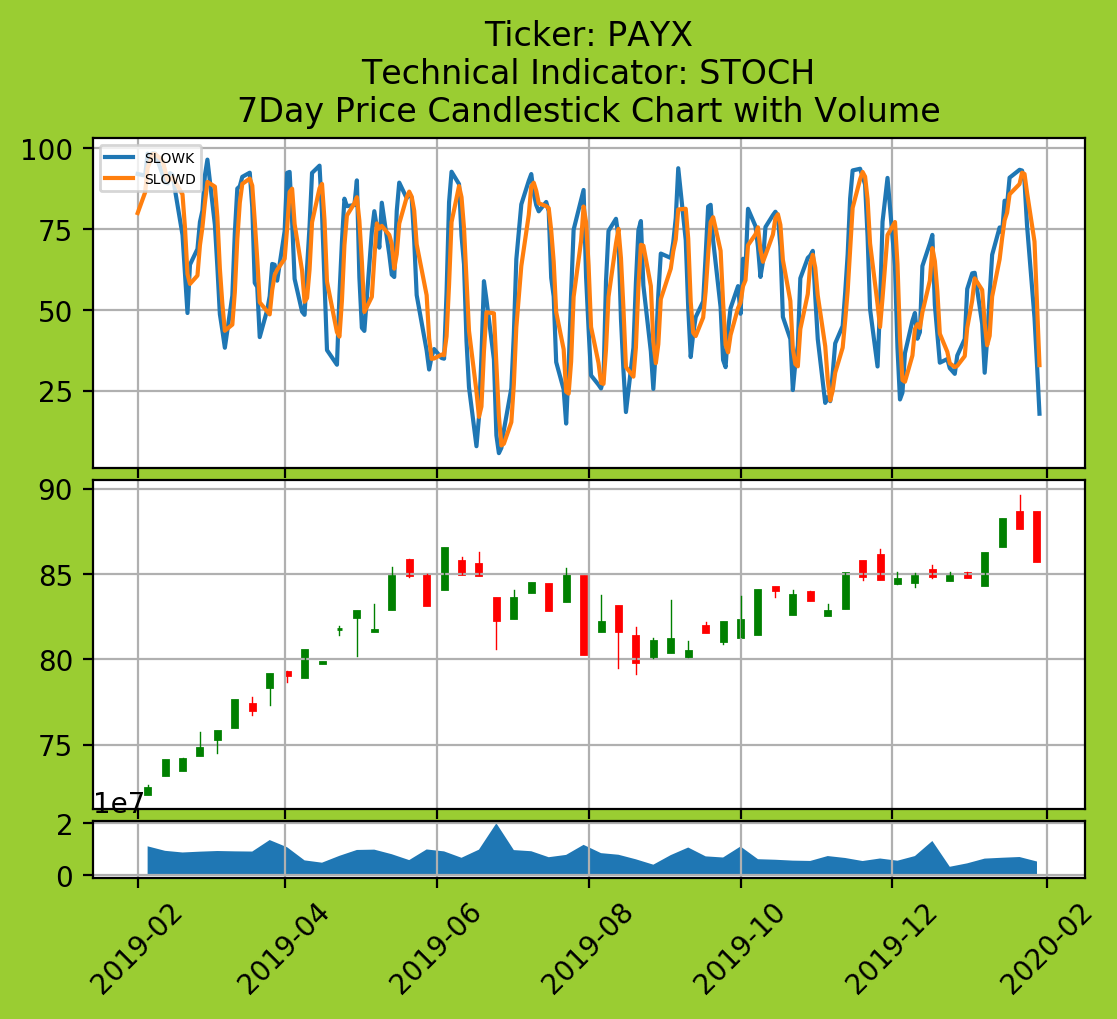 Ticker: PAYX
Technical Indicator: STOCH
7Day Price Candlestick Chart with Volume
100
75
50
25
SLOWK
SLOWD
90
85
80
75
1e7
2
0
2019-02
2019-04
2019-06
2019-08
2019-10
2019-12
2020-02